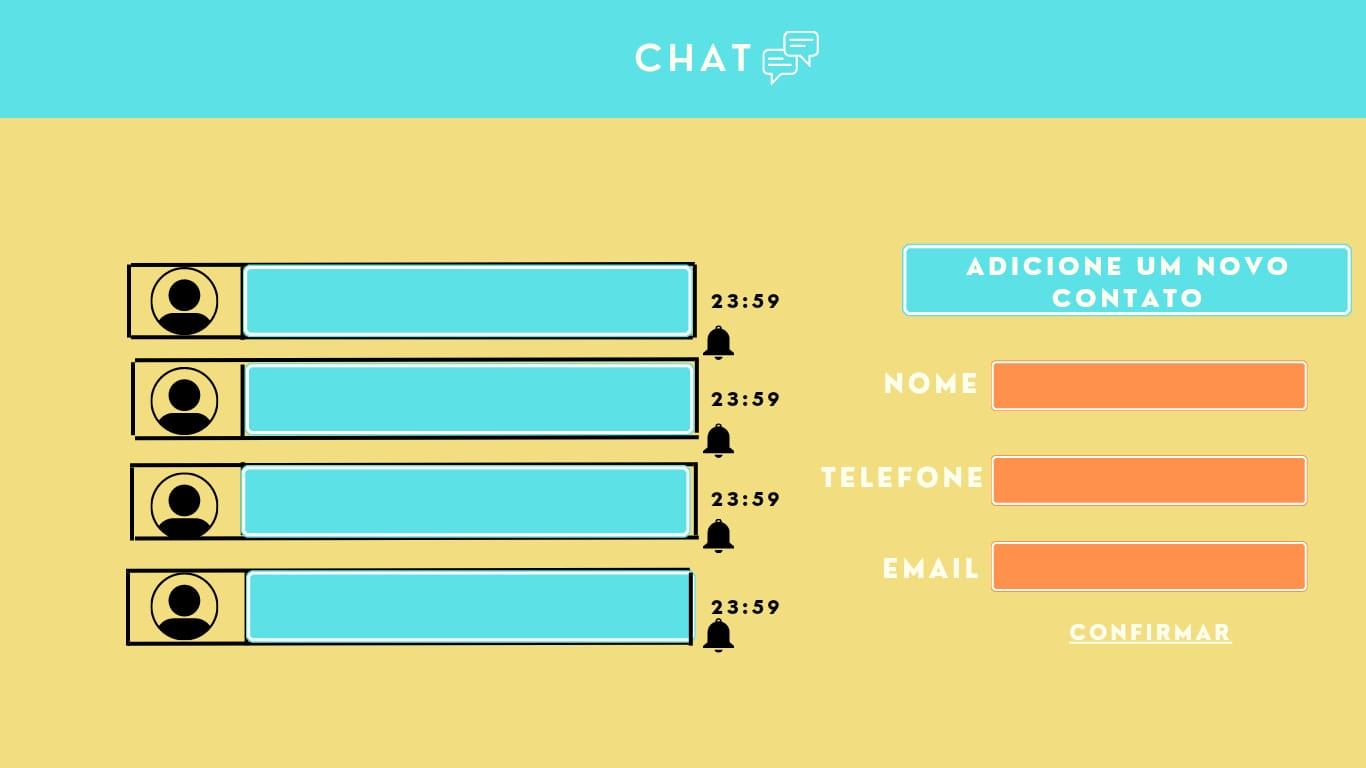 CHAT
23:59
23:59
23:59
23:59
ADICIONE UM NOVO
CONTATO
NOME
TELEFONE
EMAIL
CONFIRMAR